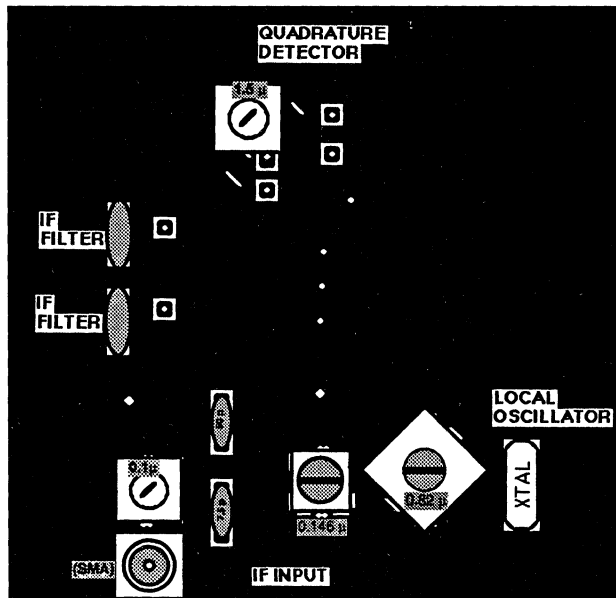 QUADRATURE
DETECTOR
1.5 µ
IF
FILTER
IF
FILTER
LOCAL
OSCILLATOR
0.1µ
0.82 µ
XTAL
0.146 µ
(SMA)
IF INPUT